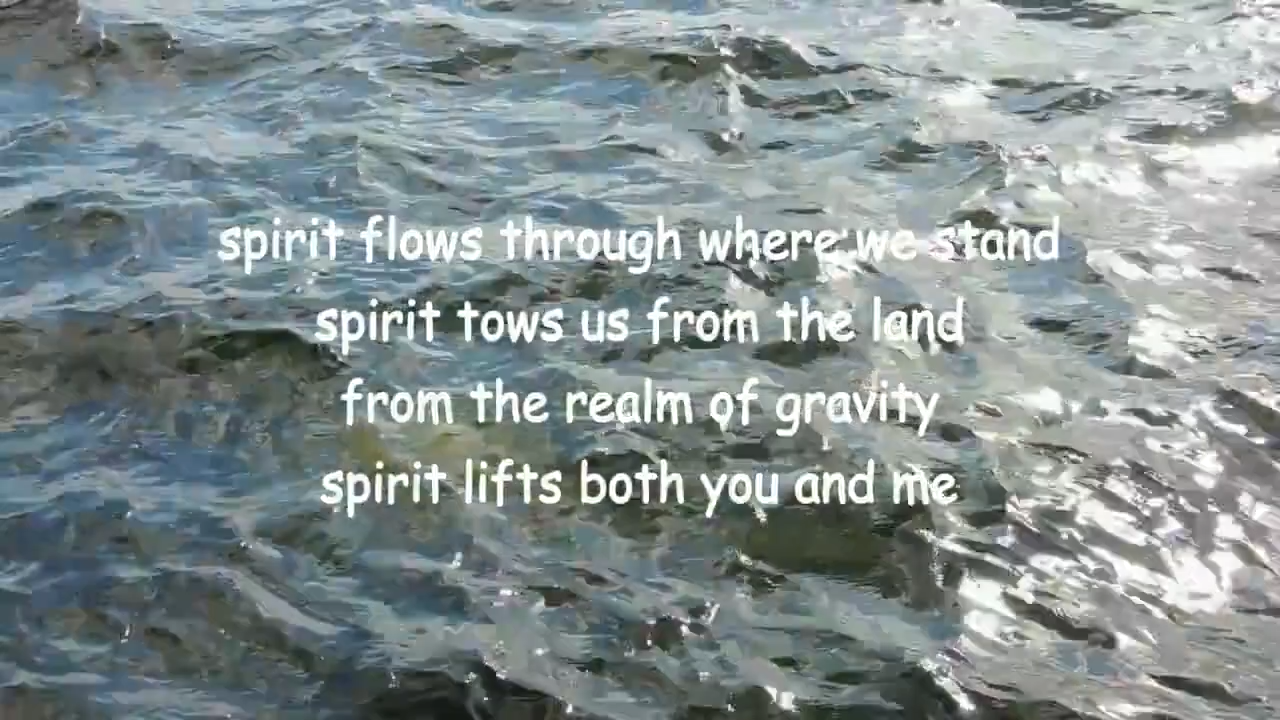 spirit flows through where we stand
spirit tows us from the land
from the realm of gravity
spirit lifts both you and me